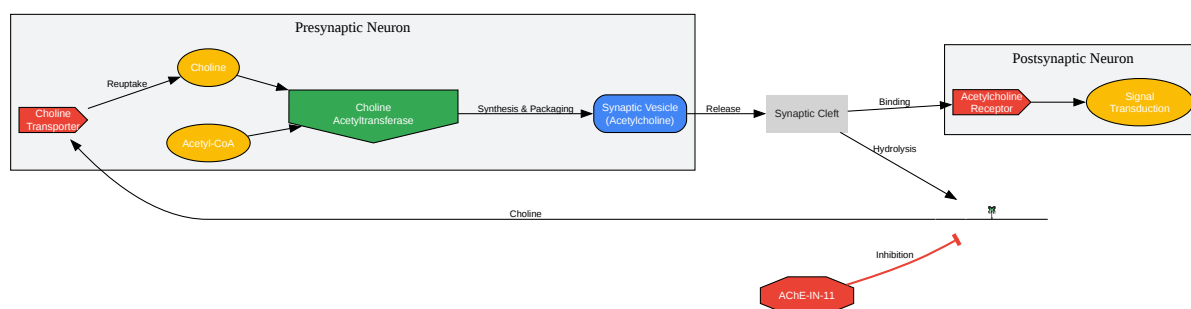 Presynaptic Neuron
Choline
Reuptake
Choline
Transporter
Acetyl-CoA
Choline
Acetyltransferase
Synthesis & Packaging
Synaptic Vesicle
(Acetylcholine)
Release
Synaptic Cleft
Binding
Postsynaptic Neuron
Acetylcholine
Receptor
Signal
Transduction
Hydrolysis
Choline
Inhibition
AChE-IN-11